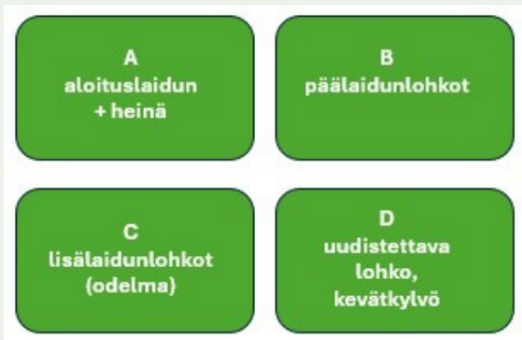 A
aloituslaidun
+ heinä
B
päälaidunlohkot
C
lisälaidunlohkot
(odelma)
D
uudistettava
lohko,
kevätkylvö